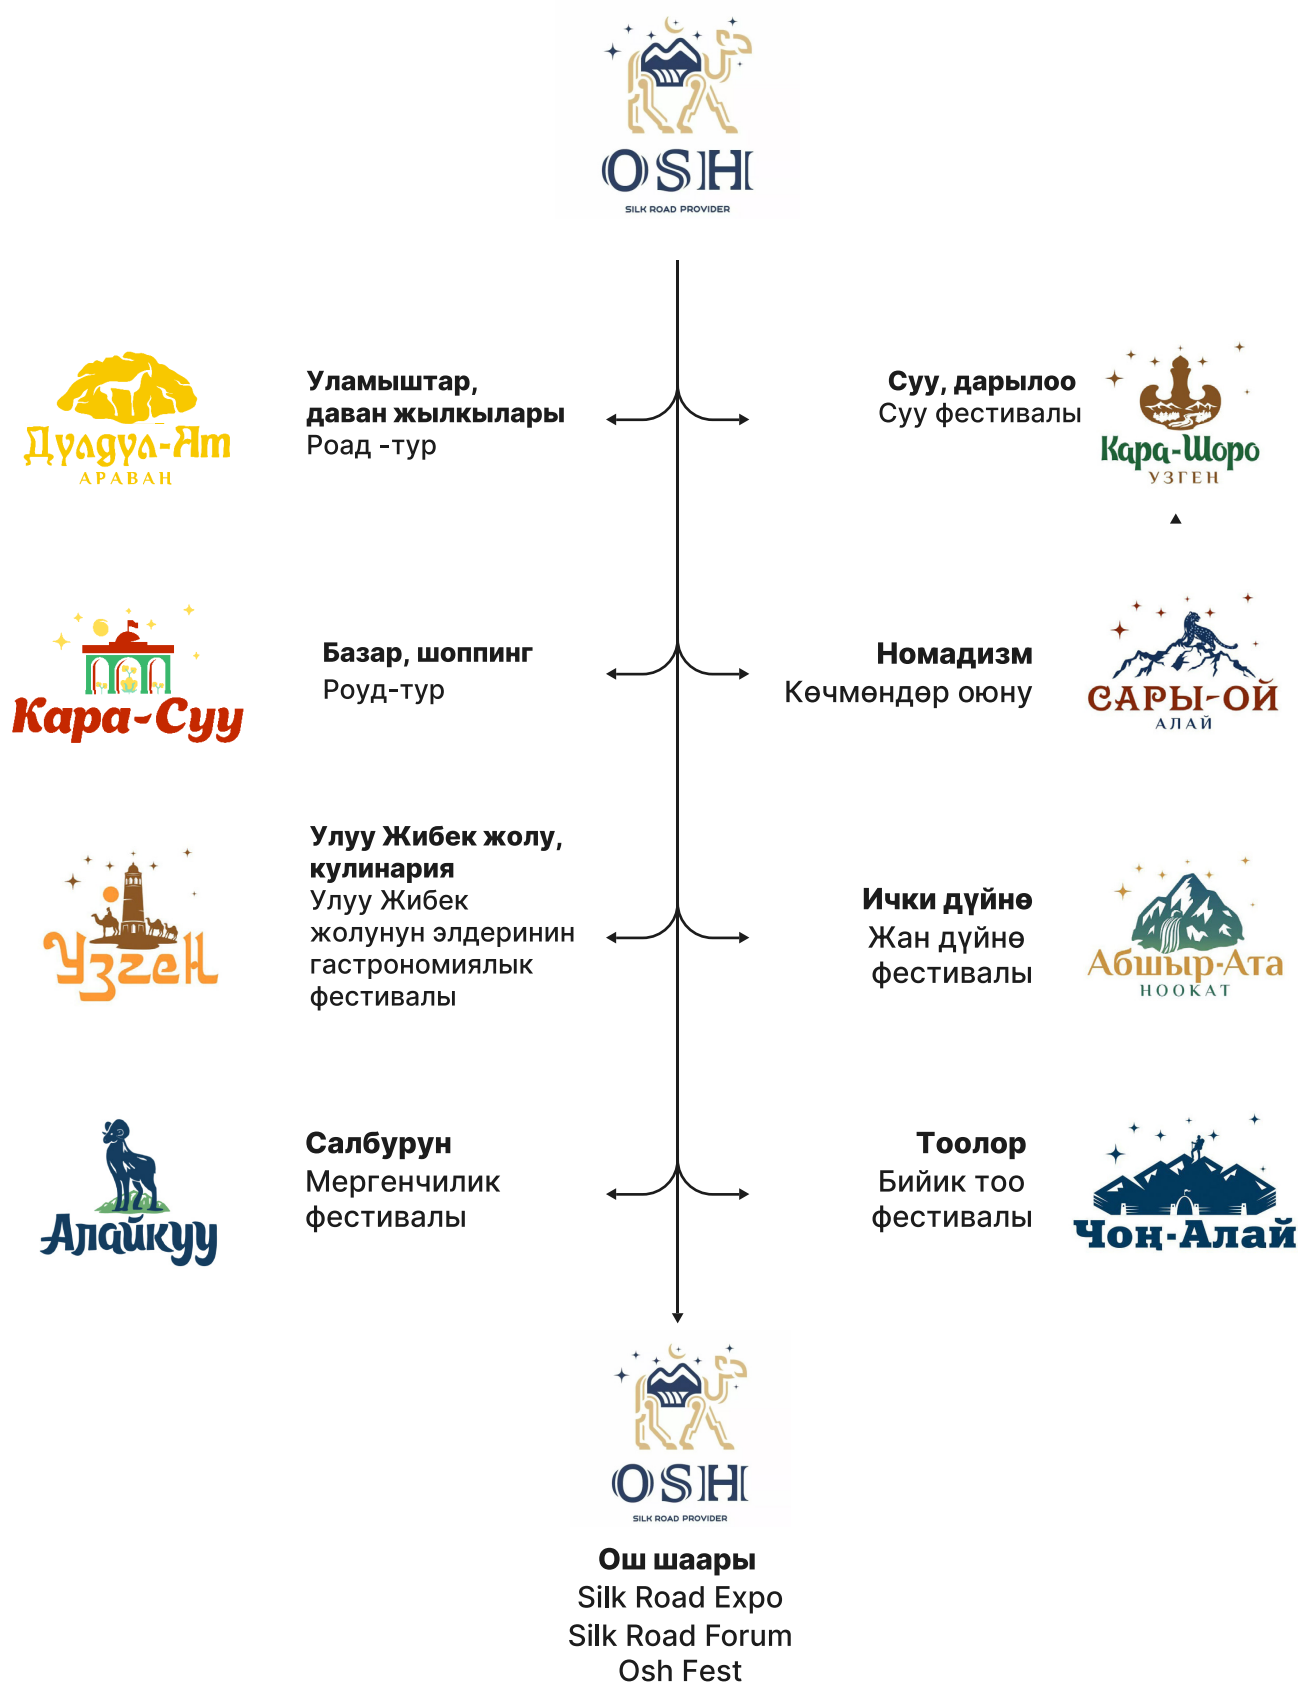 OSH
SILK ROAD PROVIDER
Дүлдүл-Ат
АРАВАН
Уламыштар,
даван жылкылары
Роад -тур
Суу, дарылоо
Суу фестивалы
Кара-Шоро
УЗГЕН
Кара-Суу
Базар, шоппинг
Роуд-тур
Номадизм
Көчмөндөр оюну
САРЫ-ОЙ
АЛАЙ
Узген
Улуу Жибек жолу,
кулинария
Улуу Жибек
жолунун элдеринин
гастрономиялык
фестивалы
Ички дүйнө
Жан дүйнө
фестивалы
Абшыр-Ата
НООКАТ
Алайкуу
Салбурун
Мергенчилик
фестивалы
Тоолор
Бийик тоо
фестивалы
Чоң-Алай
OSH
SILK ROAD PROVIDER
Ош шаары
Silk Road Expo
Silk Road Forum
Osh Fest